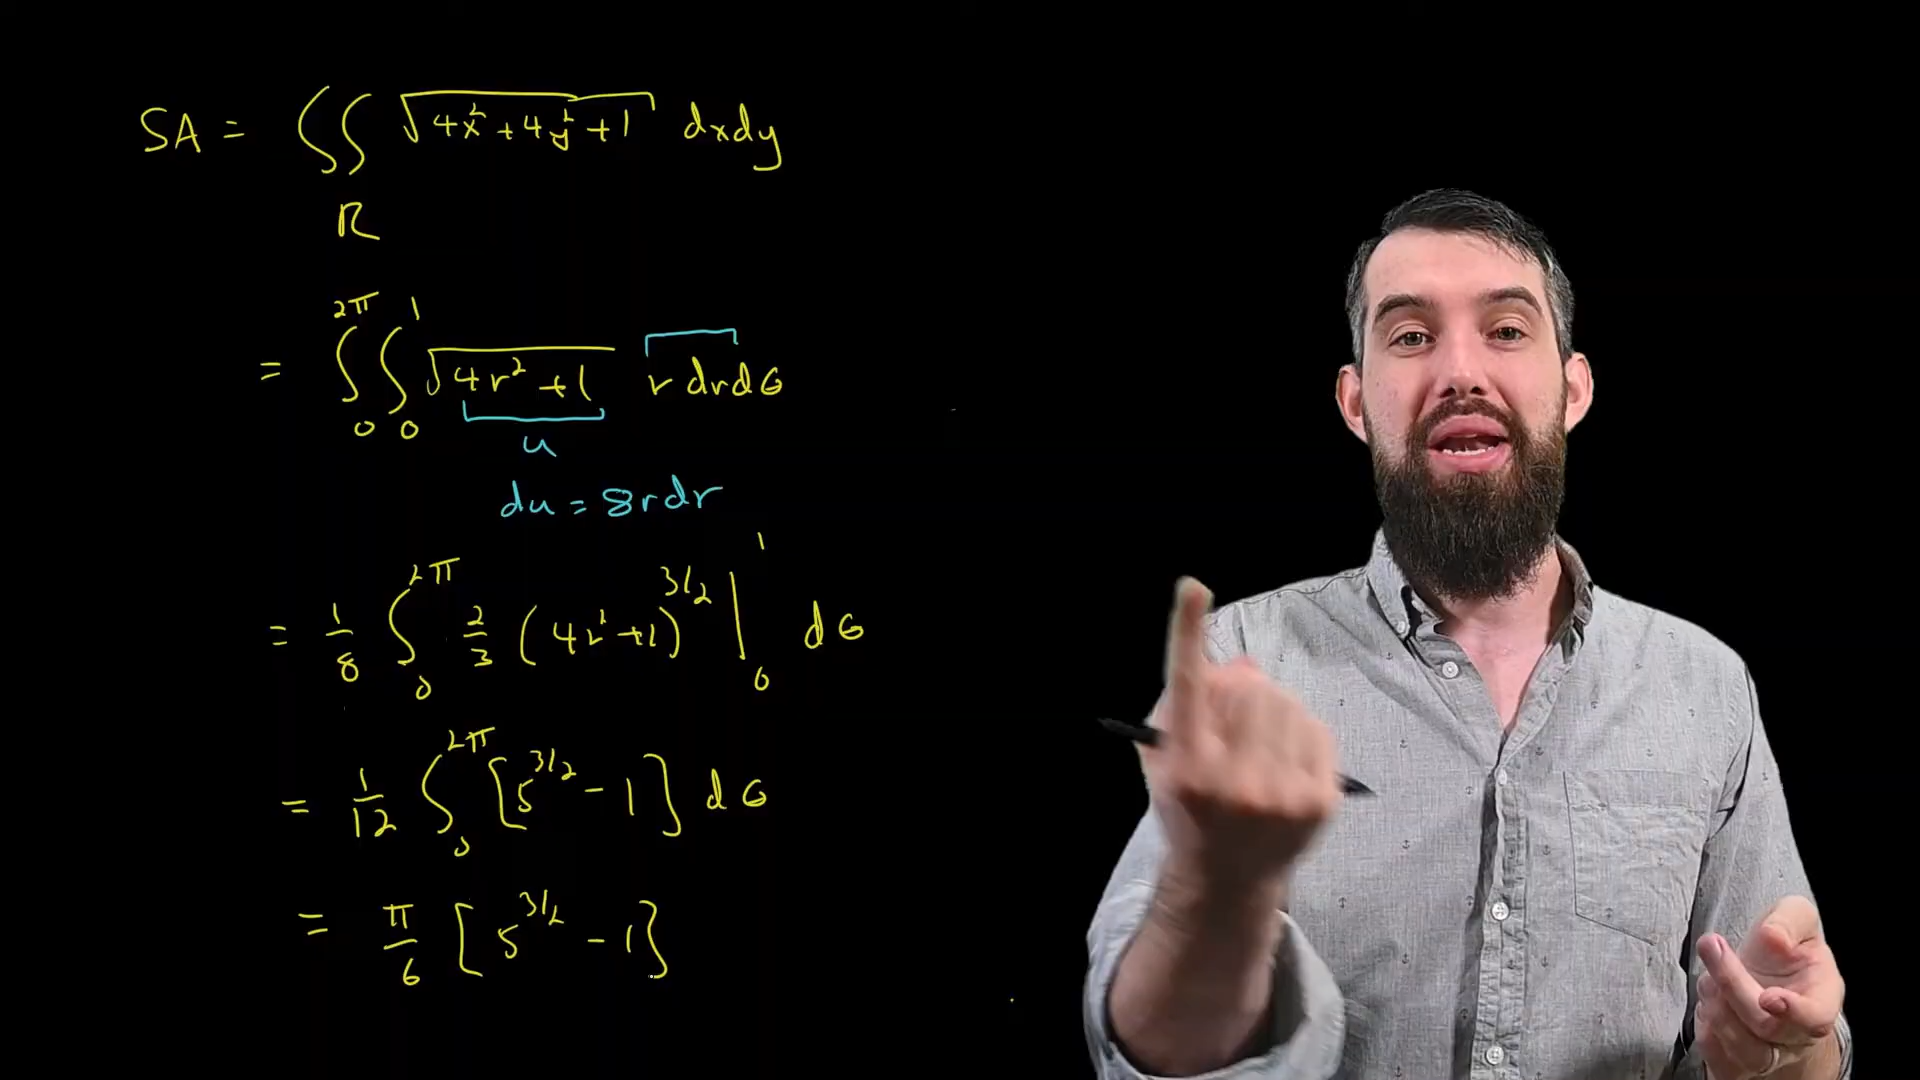 SA = ∬_R √(4x² + 4y² + 1) dxdy
= ∫₀^{2π} ∫₀^1 √(4r² + 1) r dr dθ
u
du = 8rdr
= 1/8 ∫₀^{2π} 2/3 (4r² + 1)^{3/2} |₀^1 dθ
= 1/12 ∫₀^{2π} [5^{3/2} - 1] dθ
= π/6 [5^{3/2} - 1]